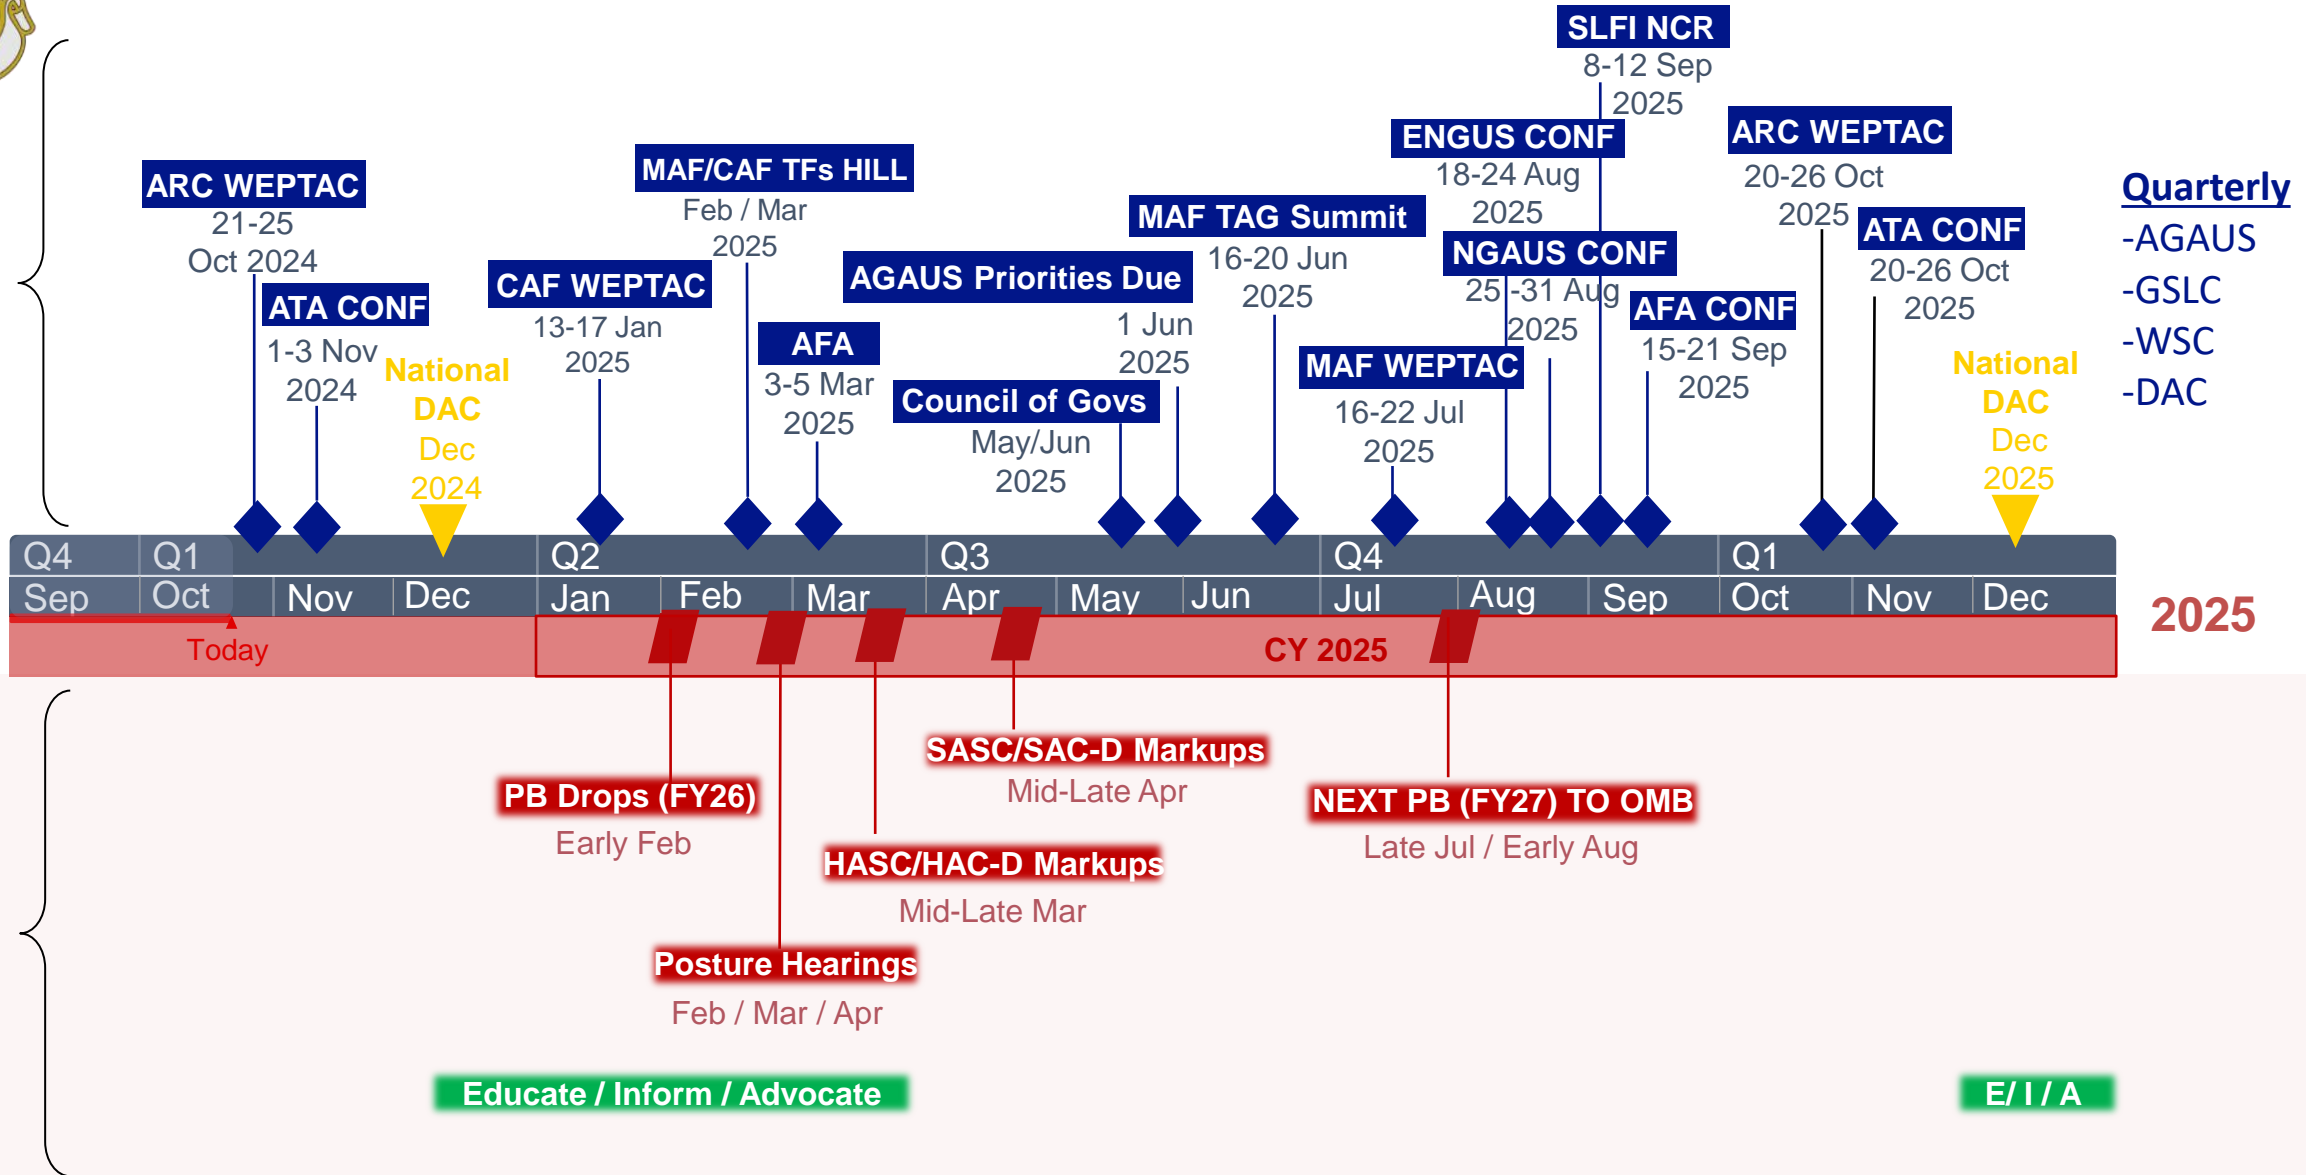 SLFI NCR
8-12 Sep
2025
ENGUS CONF
18-24 Aug
2025
ARC WEPTAC
20-26 Oct
2025
MAF/CAF TFs HILL
Feb / Mar
2025
ARC WEPTAC
21-25
Oct 2024
MAF TAG Summit
16-20 Jun
2025
NGAUS CONF
25 -31 Aug
2025
ATA CONF
20-26 Oct
2025
Quarterly
-AGAUS
-GSLC
-WSC
-DAC
AGAUS Priorities Due
1 Jun
2025
CAF WEPTAC
13-17 Jan
2025
ATA CONF
1-3 Nov
2024
AFA CONF
15-21 Sep
2025
AFA
3-5 Mar
2025
MAF WEPTAC
16-22 Jul
2025
National
DAC
Dec
2024
National
DAC
Dec
2025
Council of Govs
May/Jun
2025
Q4 Q1 Q2 Q3 Q4 Q1
Sep Oct Nov Dec Jan Feb Mar Apr May Jun Jul Aug Sep Oct Nov Dec
2025
Today
CY 2025
SASC/SAC-D Markups
Mid-Late Apr
PB Drops (FY26)
Early Feb
NEXT PB (FY27) TO OMB
Late Jul / Early Aug
HASC/HAC-D Markups
Mid-Late Mar
Posture Hearings
Feb / Mar / Apr
Educate / Inform / Advocate
E/ I / A